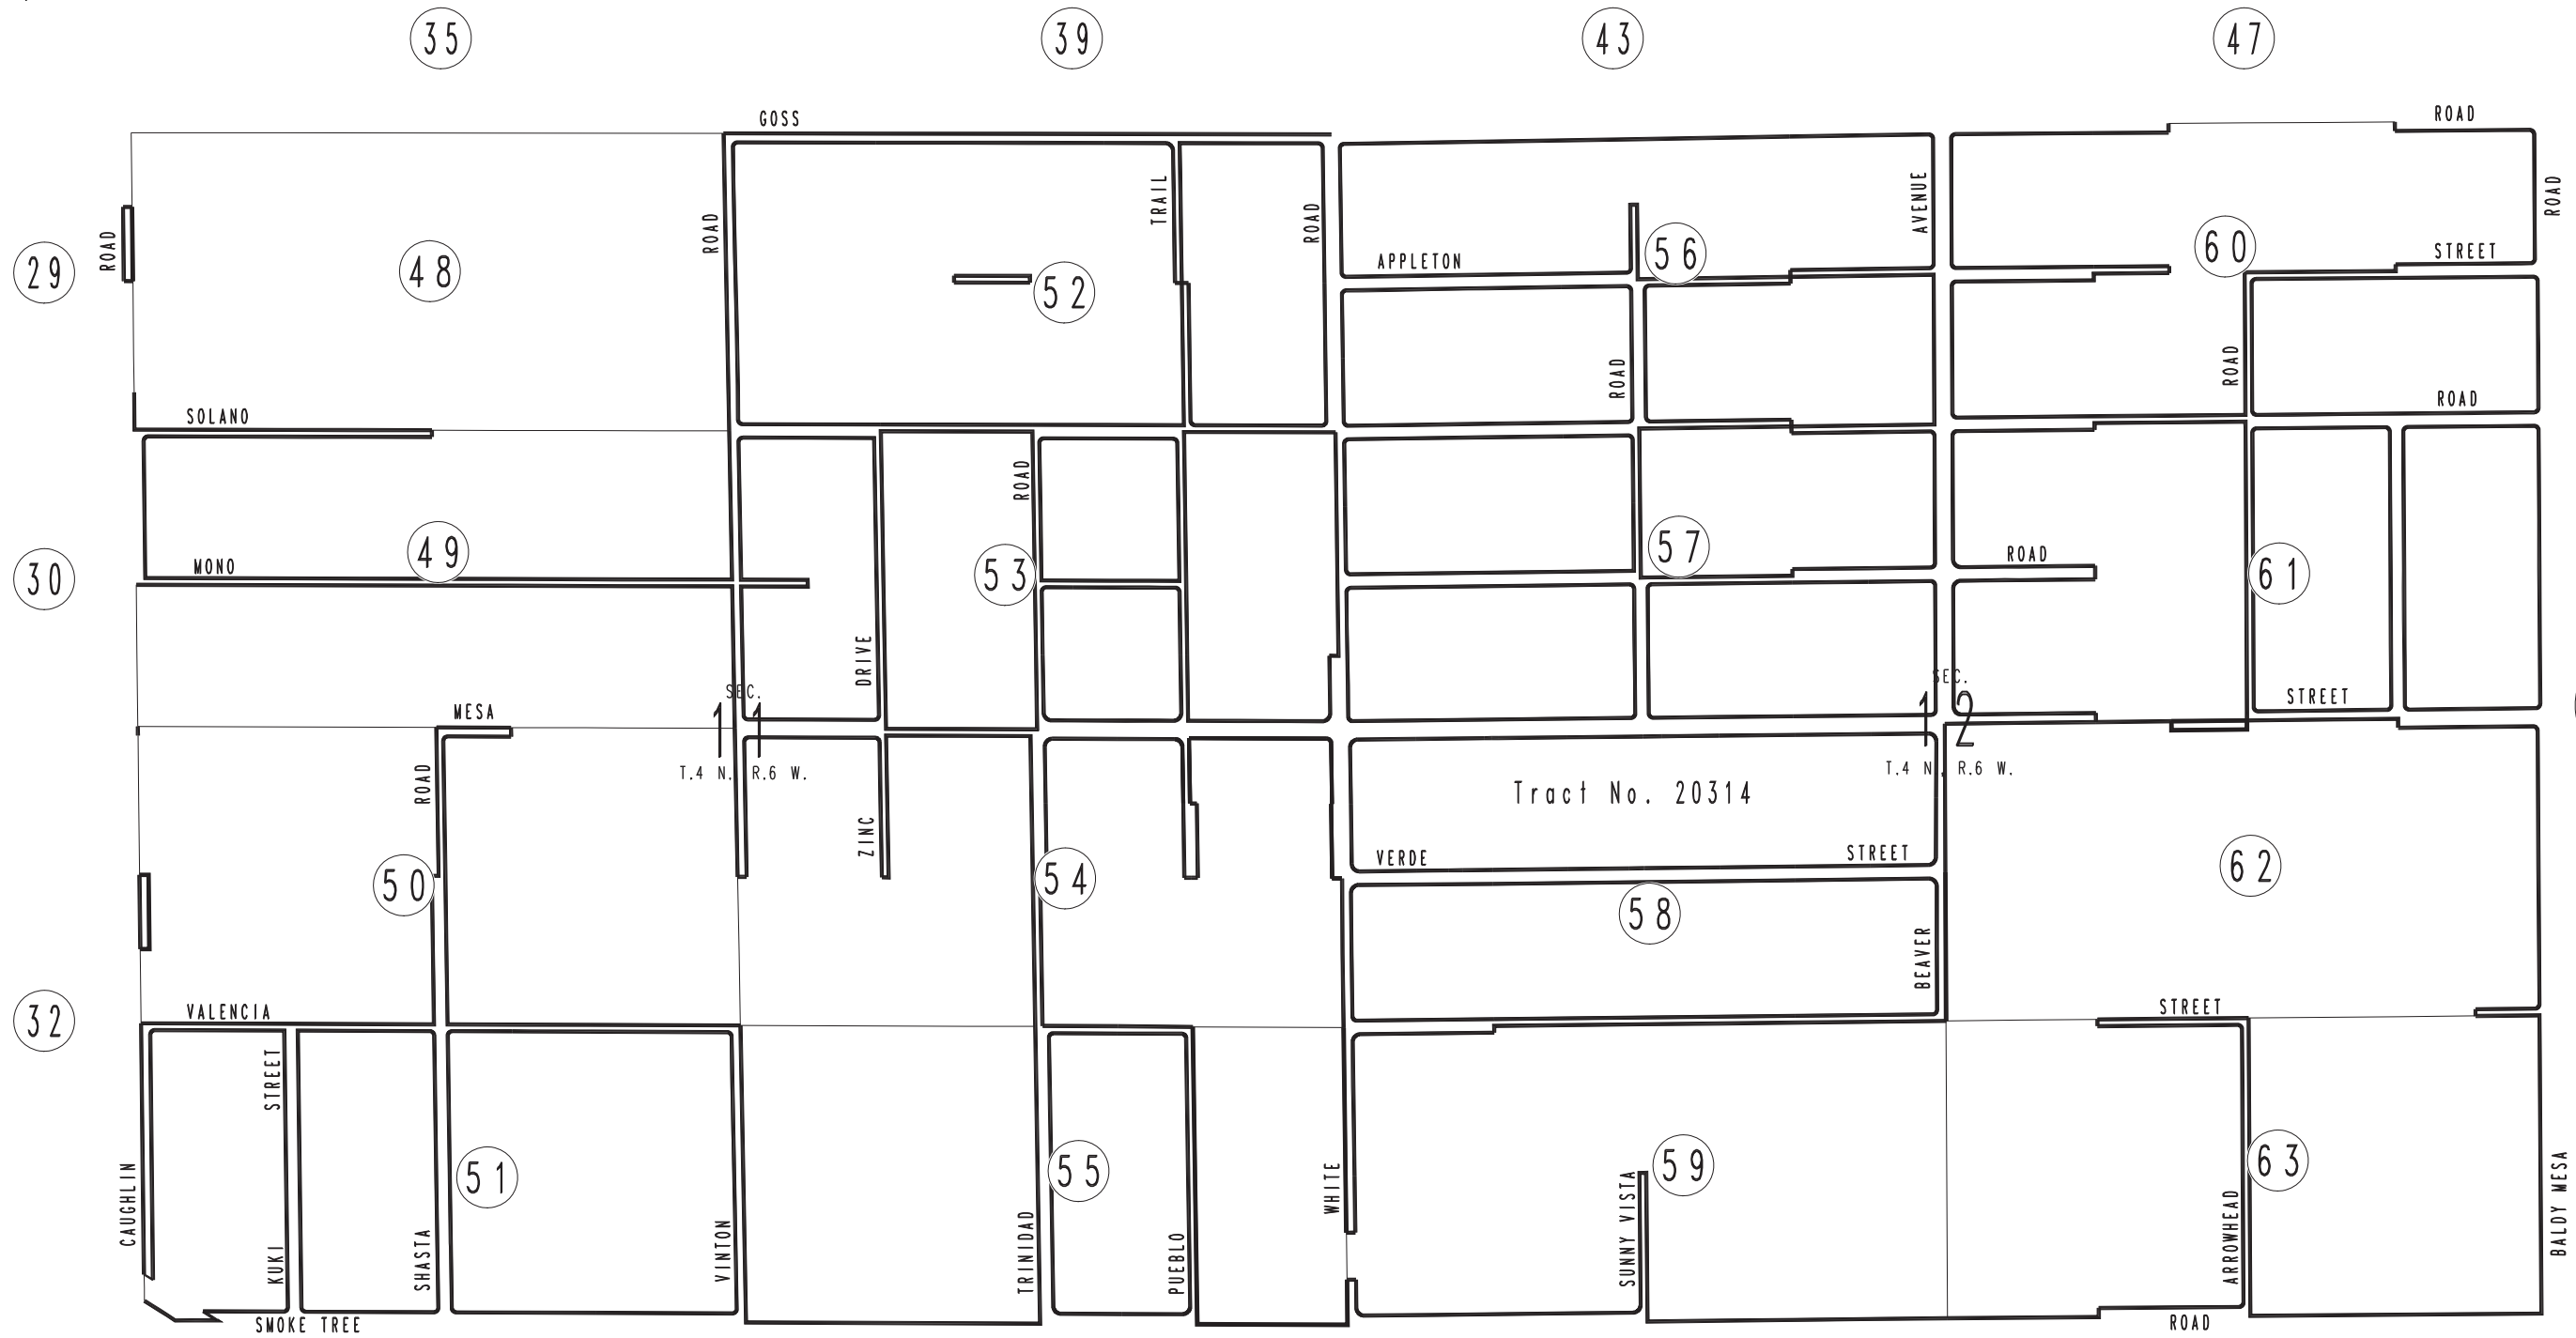 35
39
43
47
GOSS
ROAD
ROAD
ROAD
TRAIL
ROAD
AVENUE
ROAD
29
48
52
APPLETON
56
60
STREET
ROAD
ROAD
ROAD
SOLANO
ROAD
30
MONO
49
53
57
ROAD
61
DRIVE
SEC.
11
T.4 N., R.6 W.
SEC.
12
T.4 N., R.6 W.
STREET
MESA
ROAD
ZINC
Tract No. 20314
VERDE
STREET
50
54
58
62
BEAVER
32
VALENCIA
STREET
STREET
CAUGHLIN
KUKI
SHASTA
51
VINTON
TRINIDAD
55
PUEBLO
WHITE
SUNNY VISTA
59
ARROWHEAD
63
BALDY MESA
SMOKE TREE
ROAD